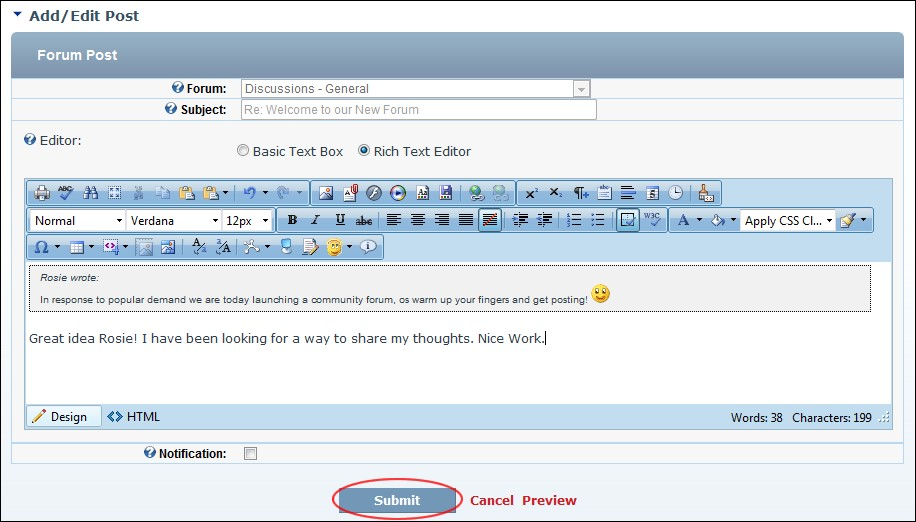 Add/Edit Post
Forum Post
Forum: Discussions - General
Subject: Re: Welcome to our New Forum
Editor:
Basic Text Box Rich Text Editor
Normal Verdana 12px B I U abc W3C A Apply CSS Cl...
Rosie wrote:
In response to popular demand we are today launching a community forum, os warm up your fingers and get posting!
Great idea Rosie! I have been looking for a way to share my thoughts. Nice Work.
Design HTML Words: 38 Characters: 199
Notification:
Submit Cancel Preview